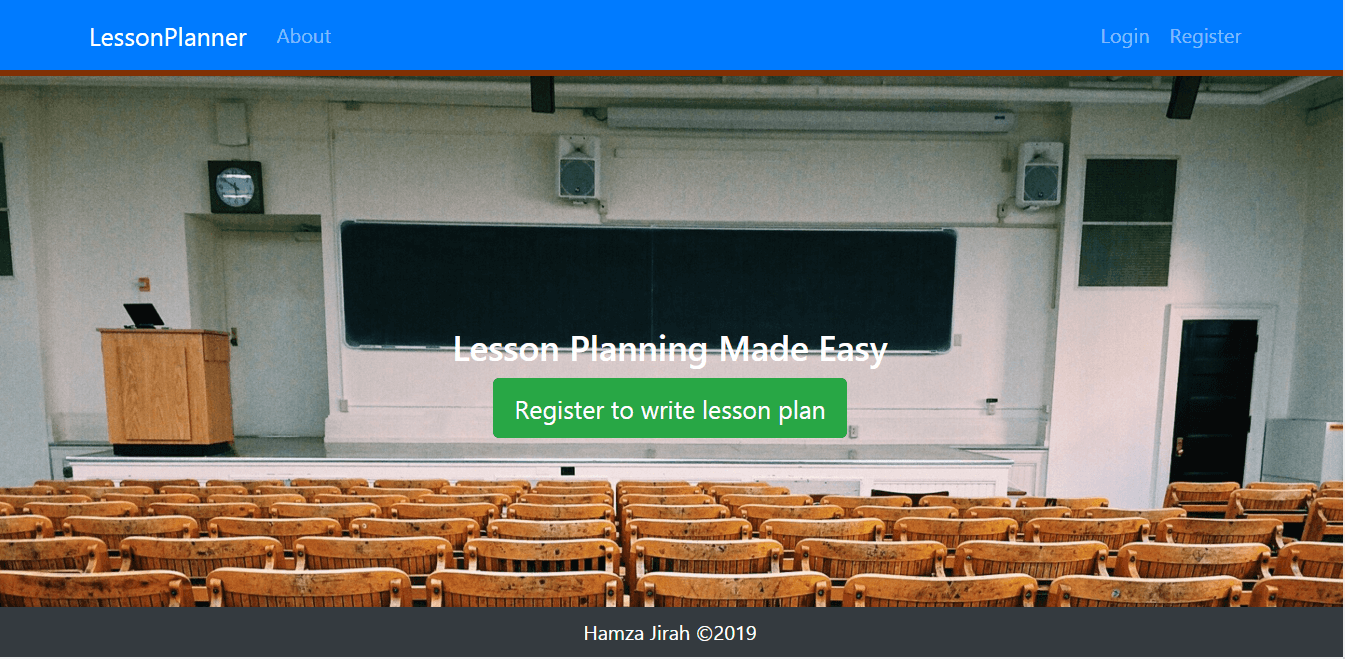 LessonPlanner About Login Register
Lesson Planning Made Easy
Register to write lesson plan
Hamza Jirah ©2019